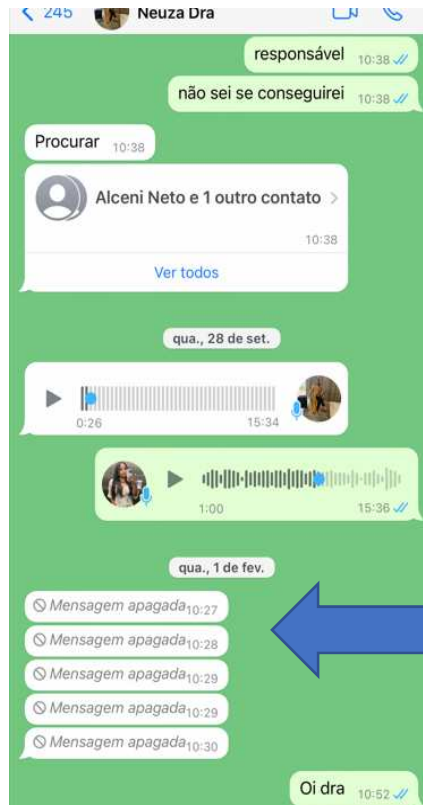 245 Neuza Dra
responsável 10:38
não sei se conseguirei 10:38
Procurar 10:38
Alceni Neto e 1 outro contato
10:38
Ver todos
qua., 28 de set.
0:26 15:34
1:00 15:36
qua., 1 de fev.
Mensagem apagada 10:27
Mensagem apagada 10:28
Mensagem apagada 10:29
Mensagem apagada 10:29
Mensagem apagada 10:30
Oi dra 10:52